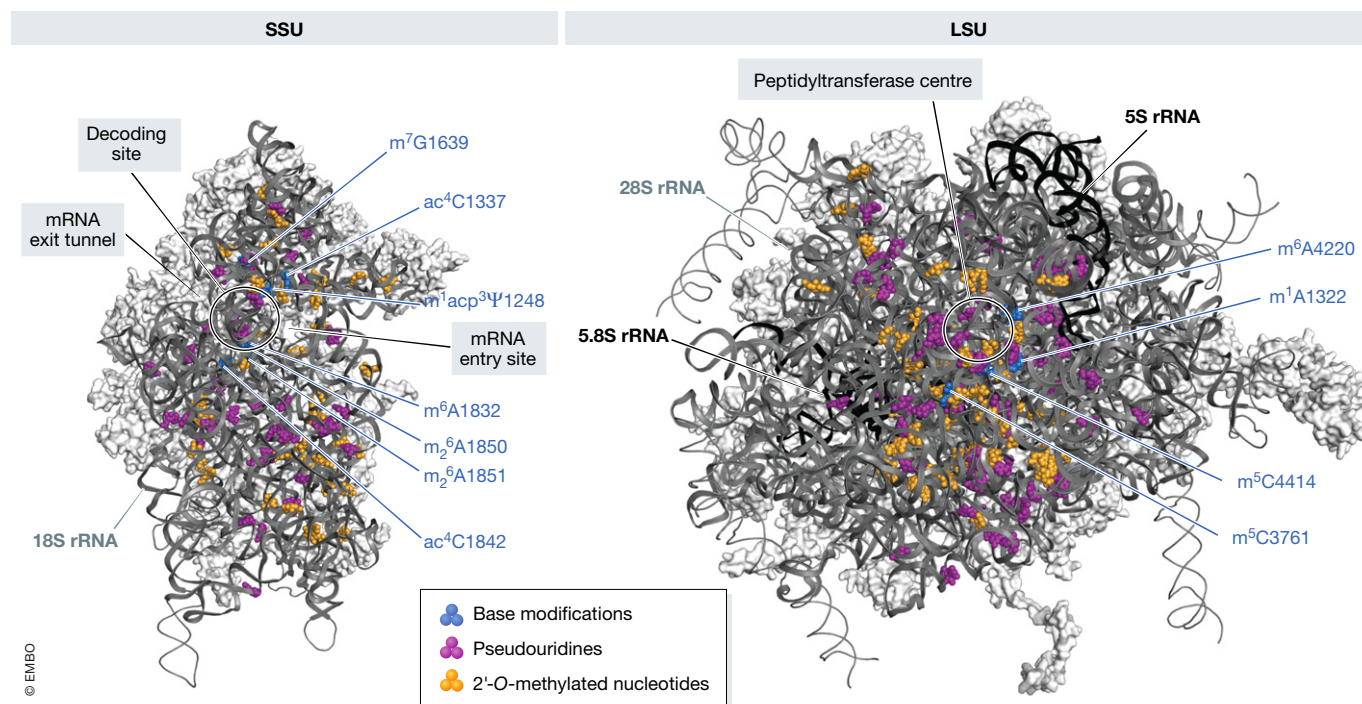 SSU
LSU
Decoding
site
mRNA
exit tunnel
m⁷G1639
ac⁴C1337
m¹acp³Ψ1248
mRNA
entry site
m⁶A1832
m₂⁶A1850
m₂⁶A1851
ac⁴C1842
18S rRNA
Peptidyltransferase centre
5S rRNA
28S rRNA
5.8S rRNA
m⁶A4220
m¹A1322
m⁵C4414
m⁵C3761
Base modifications
Pseudouridines
2'-O-methylated nucleotides
© EMBO